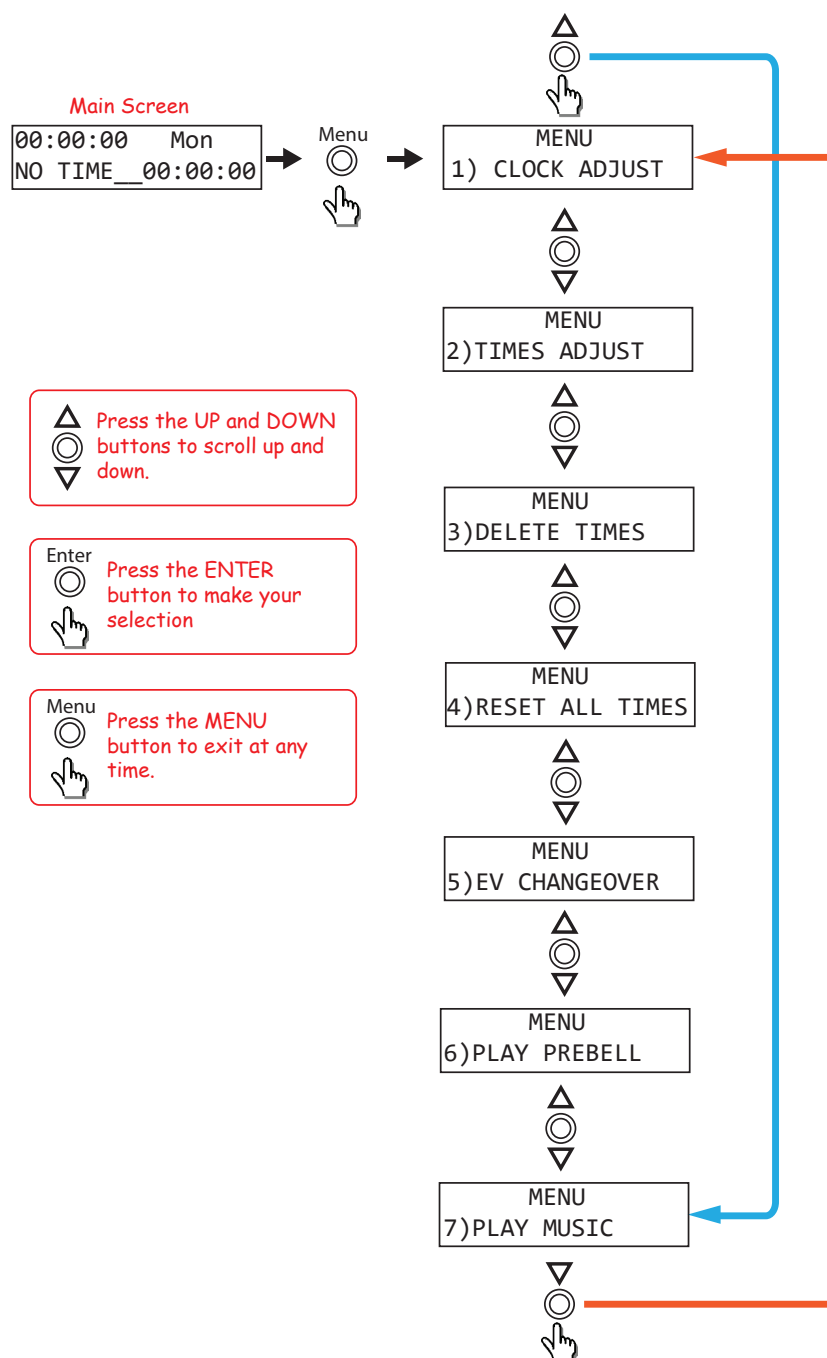 Main Screen
00:00:00 Mon
NO TIME__00:00:00
Menu
MENU
1) CLOCK ADJUST
MENU
2)TIMES ADJUST
Press the UP and DOWN
buttons to scroll up and
down.
MENU
3)DELETE TIMES
Enter
Press the ENTER
button to make your
selection
MENU
4)RESET ALL TIMES
Menu
Press the MENU
button to exit at any
time.
MENU
5)EV CHANGEOVER
MENU
6)PLAY PREBELL
MENU
7)PLAY MUSIC